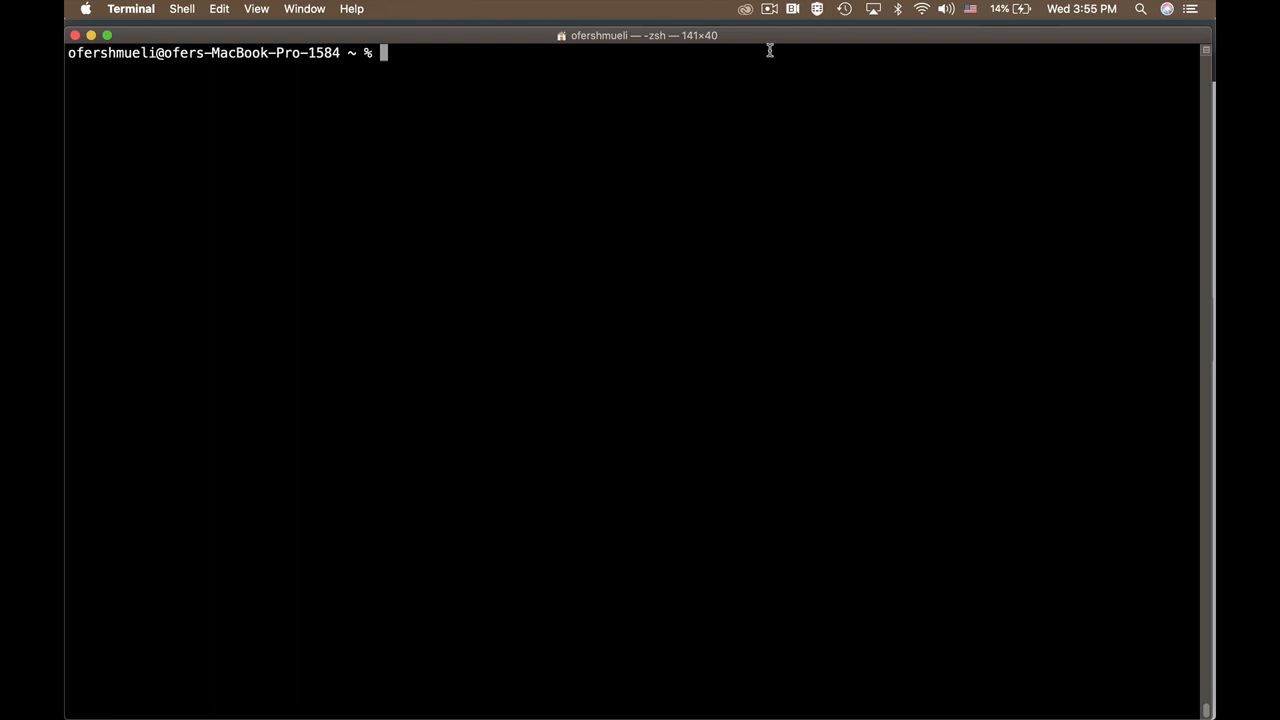 Terminal Shell Edit View Window Help 14% Wed 3:55 PM
ofershmueli — -zsh — 141×40
ofershmueli@ofers-MacBook-Pro-1584 ~ %